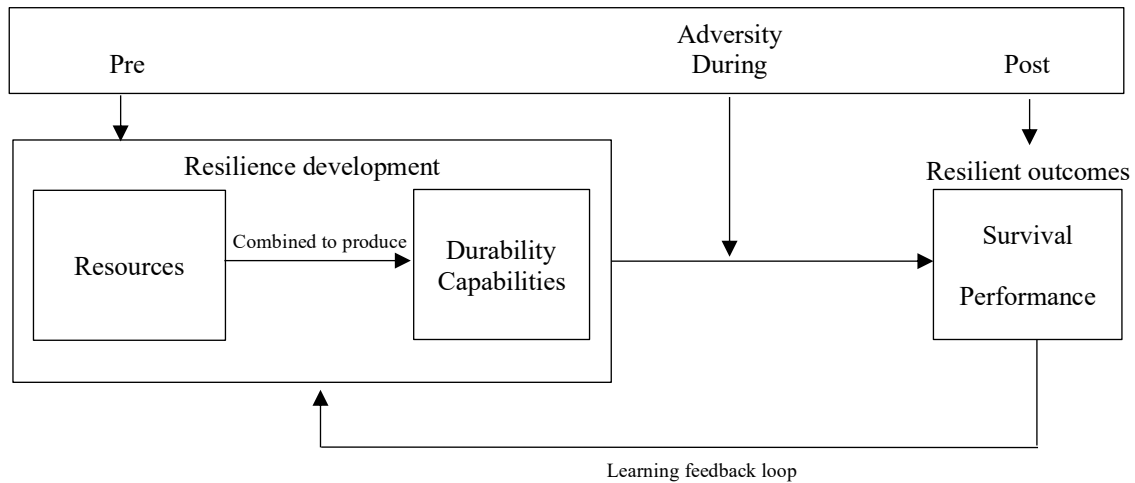 Adversity
Pre During Post
Resilience development
Resilient outcomes
Resources
Combined to produce
Durability
Capabilities
Survival
Performance
Learning feedback loop